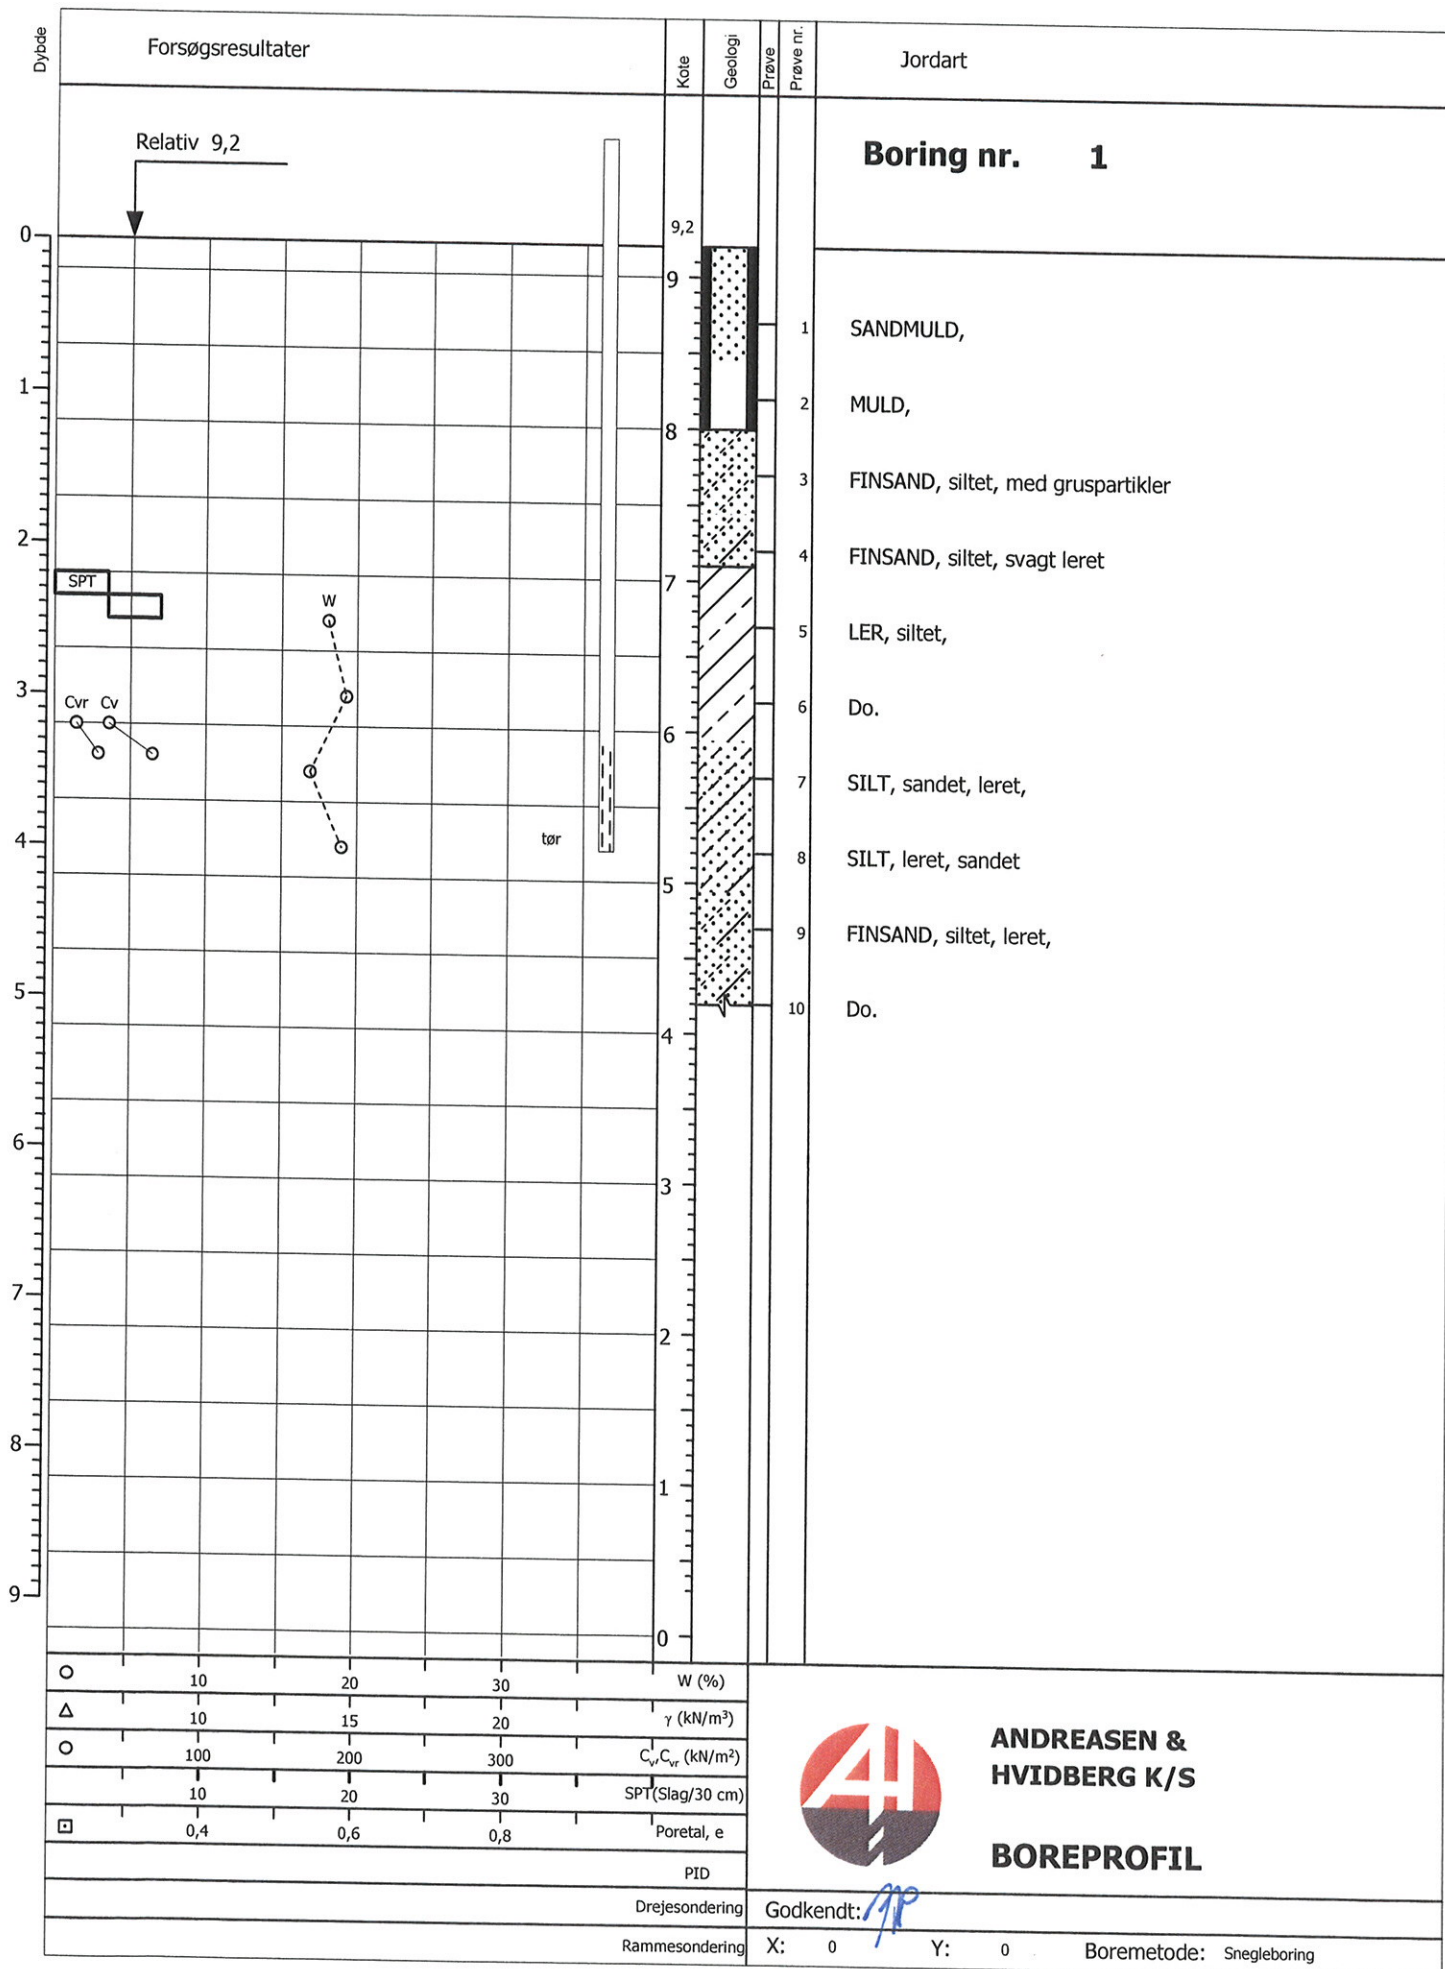 Dybde Forsøgsresultater Kote Geologi Prøve Prøve nr. Jordart
Relativ 9,2
Boring nr. 1
9,2
0
9
1 SANDMULD,
1
2 MULD,
8
3 FINSAND, siltet, med gruspartikler
2
4 FINSAND, siltet, svagt leret
SPT
7
W
5 LER, siltet,
3
Cvr Cv
6 Do.
6
7 SILT, sandet, leret,
4
tør
8 SILT, leret, sandet
5
9 FINSAND, siltet, leret,
5
10 Do.
4
6
3
7
2
8
1
9
0
10 20 30 W (%)
10 15 20 γ (kN/m³)
100 200 300 Cv,Cvr (kN/m²)
10 20 30 SPT(Slag/30 cm)
0,4 0,6 0,8 Poretal, e
PID
Drejesondering
Rammesondering
AH
ANDREASEN &
HVIDBERG K/S
BOREPROFIL
Godkendt:
X: 0 Y: 0 Boremetode: Snegleboring